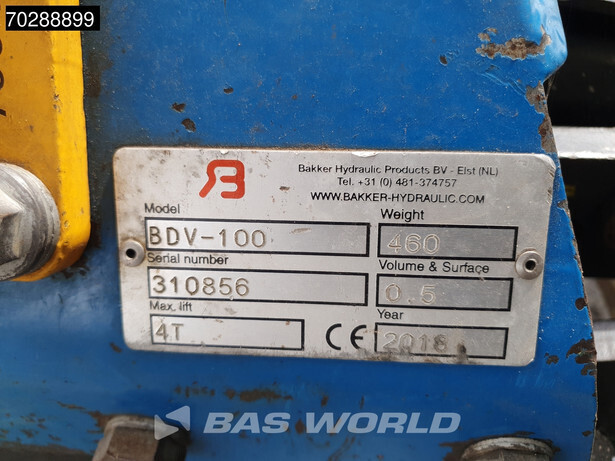 70288899
B
Bakker Hydraulic Products BV - Elst (NL)
Tel. +31 (0) 481-374757
WWW.BAKKER-HYDRAULIC.COM
Model
BDV-100
Weight
460
Serial number
310856
Volume & Surface
0.5
Max. lift
4T
CE
Year
2018
BAS WORLD